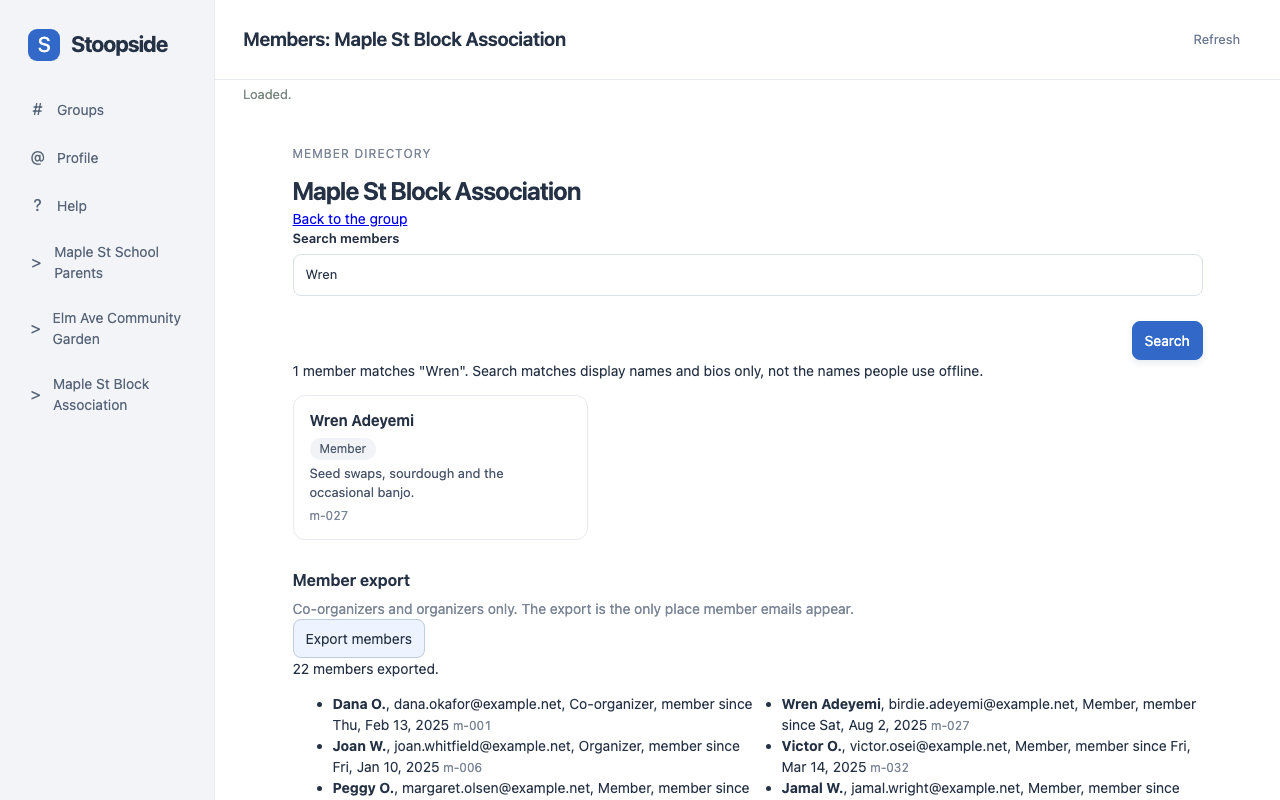 S Stoopside
# Groups
@ Profile
? Help
> Maple St School
Parents
> Elm Ave Community
Garden
> Maple St Block
Association
Members: Maple St Block Association
Refresh
Loaded.
MEMBER DIRECTORY
Maple St Block Association
Back to the group
Search members
Wren
Search
1 member matches "Wren". Search matches display names and bios only, not the names people use offline.
Wren Adeyemi
Member
Seed swaps, sourdough and the
occasional banjo.
m-027
Member export
Co-organizers and organizers only. The export is the only place member emails appear.
Export members
22 members exported.
• Dana O., dana.okafor@example.net, Co-organizer, member since
Thu, Feb 13, 2025 m-001
• Joan W., joan.whitfield@example.net, Organizer, member since
Fri, Jan 10, 2025 m-006
• Peggy O., margaret.olsen@example.net, Member, member since
• Wren Adeyemi, birdie.adeyemi@example.net, Member, member
since Sat, Aug 2, 2025 m-027
• Victor O., victor.osei@example.net, Member, member since Fri,
Mar 14, 2025 m-032
• Jamal W., jamal.wright@example.net, Member, member since